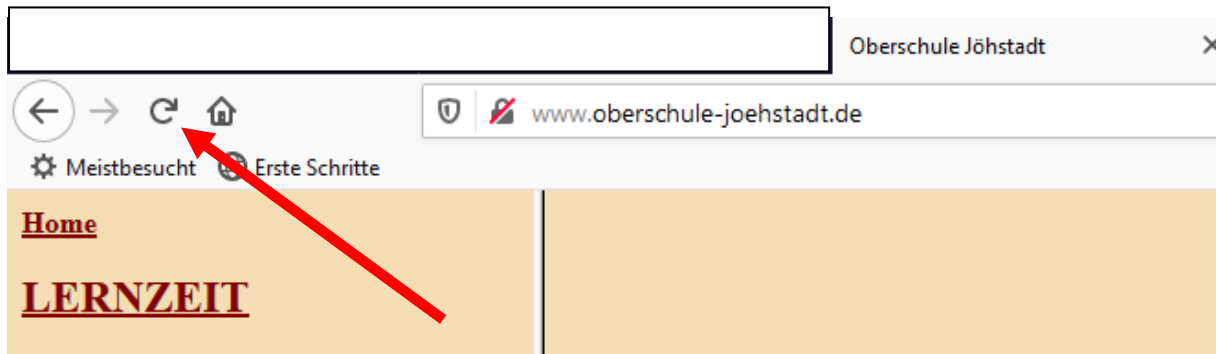 Oberschule Jöhstadt
www.oberschule-joehstadt.de
Meistbesucht Erste Schritte
Home
LERNZEIT